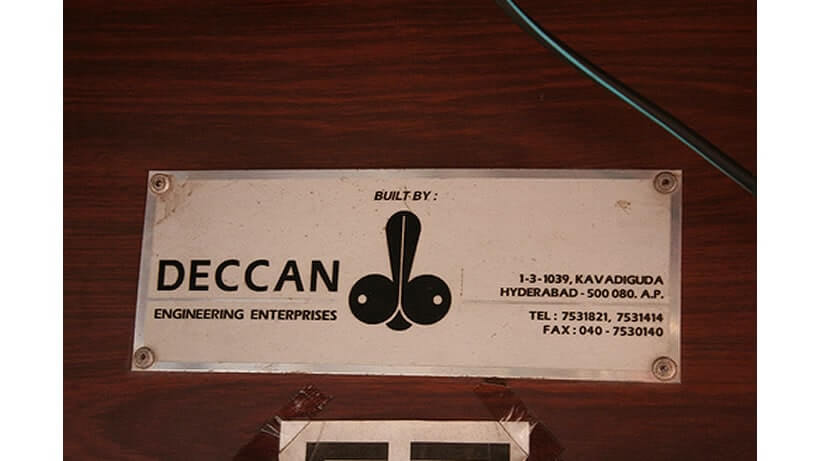 BUILT BY :
DECCAN
ENGINEERING ENTERPRISES
1-3-1039, KAVADIGUDA
HYDERABAD - 500 080. A.P.
TEL : 7531821, 7531414
FAX : 040 - 7530140